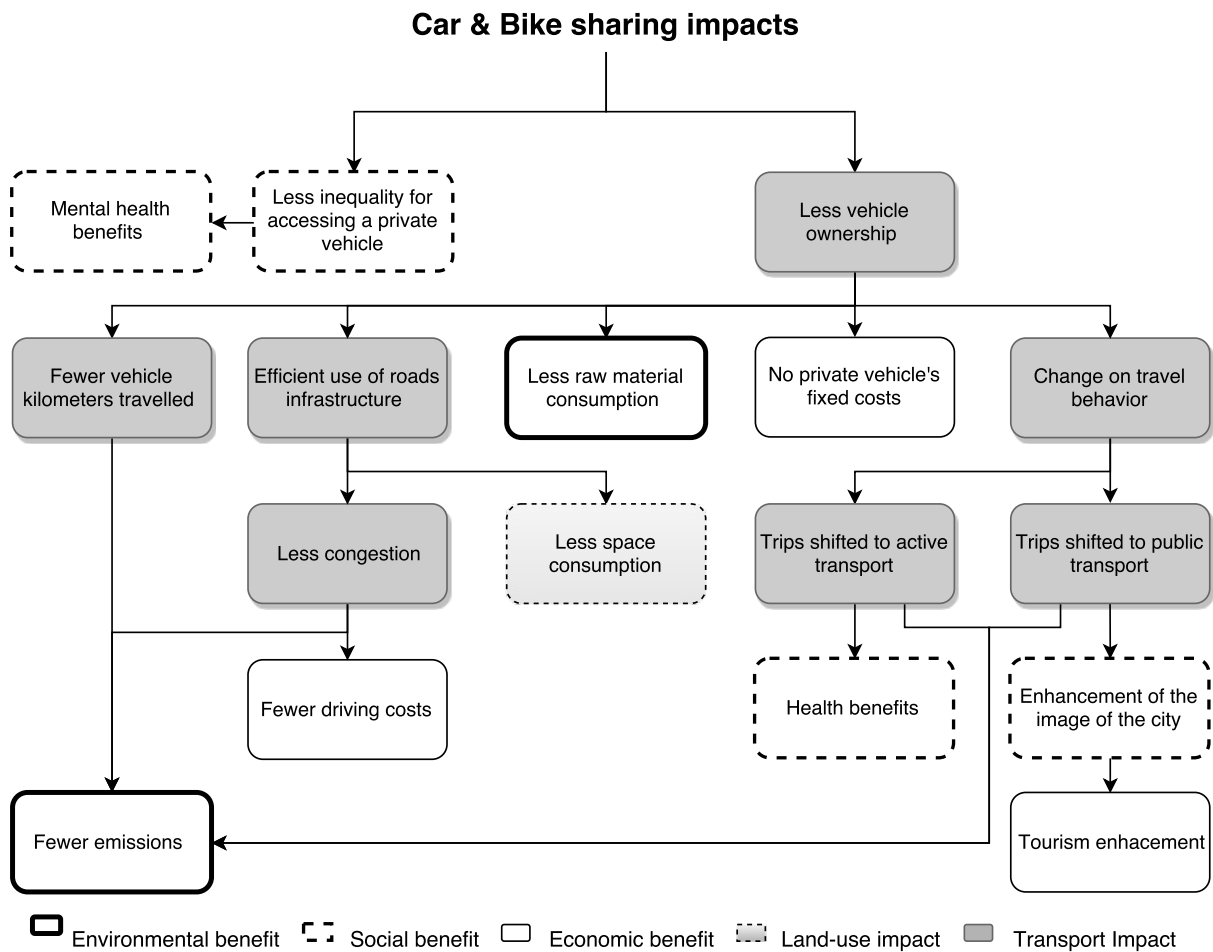 Car & Bike sharing impacts
Mental health
benefits
Less inequality for
accessing a private
vehicle
Less vehicle
ownership
Fewer vehicle
kilometers travelled
Efficient use of roads
infrastructure
Less raw material
consumption
No private vehicle's
fixed costs
Change on travel
behavior
Less congestion
Less space
consumption
Trips shifted to active
transport
Trips shifted to public
transport
Fewer driving costs
Health benefits
Enhancement of the
image of the city
Fewer emissions
Tourism enhacement
Environmental benefit
Social benefit
Economic benefit
Land-use impact
Transport Impact